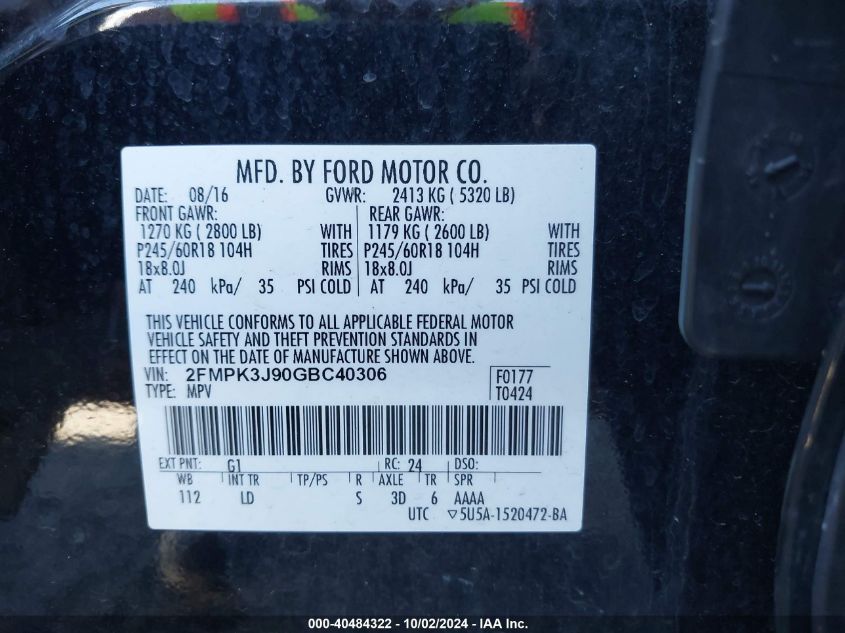 MFD. BY FORD MOTOR CO.
DATE: 08/16 GVWR: 2413 KG ( 5320 LB)
FRONT GAWR: REAR GAWR:
1270 KG ( 2800 LB) WITH 1179 KG ( 2600 LB) WITH
P245/60R18 104H TIRES P245/60R18 104H TIRES
18x8.0J RIMS 18x8.0J RIMS
AT 240 kPa/ 35 PSI COLD AT 240 kPa/ 35 PSI COLD
THIS VEHICLE CONFORMS TO ALL APPLICABLE FEDERAL MOTOR
VEHICLE SAFETY AND THEFT PREVENTION STANDARDS IN
EFFECT ON THE DATE OF MANUFACTURE SHOWN ABOVE.
VIN: 2FMPK3J90GBC40306 F0177
TYPE: MPV T0424
EXT PNT: G1 RC: 24 DSO:
WB INT TR TP/PS R AXLE TR SPR
112 LD S 3D 6 AAAA
UTC ▽5U5A-1520472-BA
000-40484322 - 10/02/2024 - IAA Inc.